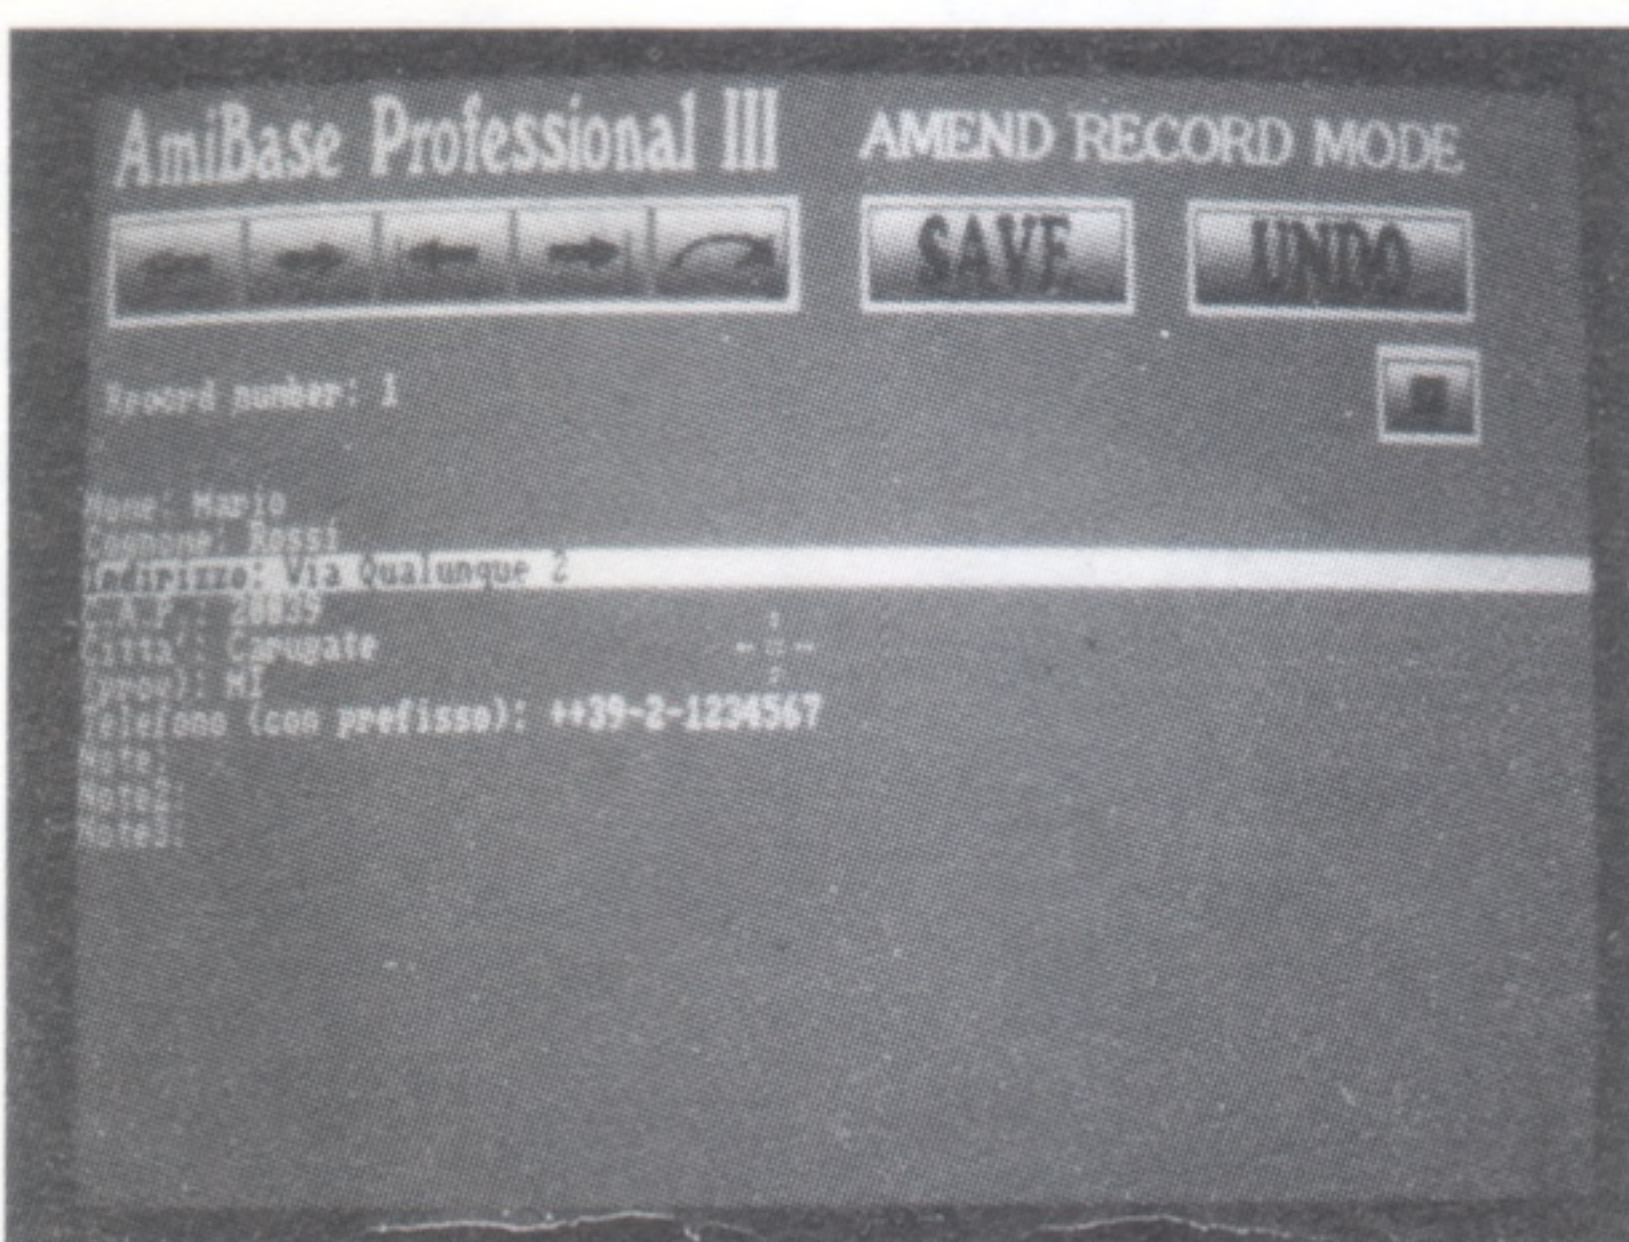 AmiBase Professional III
AMEND RECORD MODE
SAVE
UNDO
Record number: 1
Nome: Mario
Cognome: Rossi
Indirizzo: Via Qualunque 2
C.A.P.:
Citta': Carugate
(prov): MI
Telefono (con prefisso): ++39-2-1234567
Note:
Note2:
Note3: